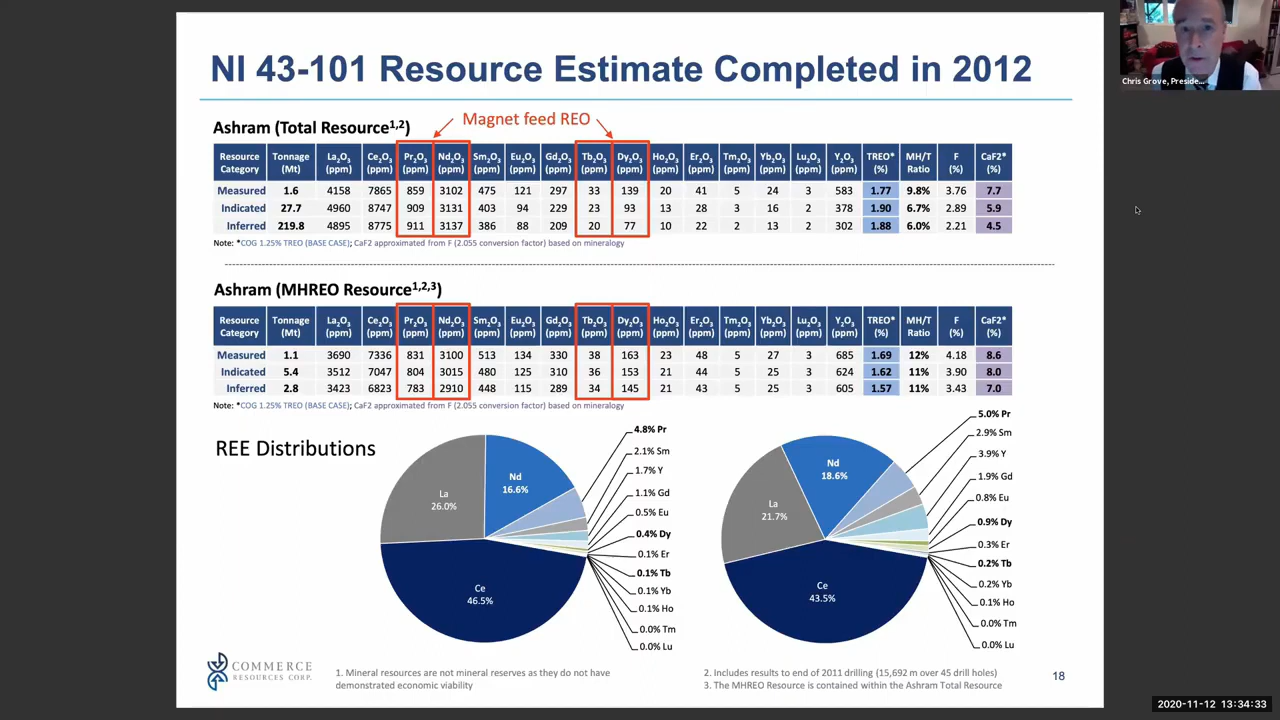 NI 43-101 Resource Estimate Completed in 2012
Chris Grove, Preside...
Ashram (Total Resource1,2)
Magnet feed REO
Resource Category Tonnage (Mt) La2O3 (ppm) Ce2O3 (ppm) Pr2O3 (ppm) Nd2O3 (ppm) Sm2O3 (ppm) Eu2O3 (ppm) Gd2O3 (ppm) Tb2O3 (ppm) Dy2O3 (ppm) Ho2O3 (ppm) Er2O3 (ppm) Tm2O3 (ppm) Yb2O3 (ppm) Lu2O3 (ppm) Y2O3 (ppm) TREO* (%) MH/T Ratio F (%) CaF2* (%)
Measured 1.6 4158 7865 859 3102 475 121 297 33 139 20 41 5 24 3 583 1.77 9.8% 3.76 7.7
Indicated 27.7 4960 8747 909 3131 403 94 229 23 93 13 28 3 16 2 378 1.90 6.7% 2.89 5.9
Inferred 219.8 4895 8775 911 3137 386 88 209 20 77 10 22 2 13 2 302 1.88 6.0% 2.21 4.5
Note: *COG 1.25% TREO (BASE CASE); CaF2 approximated from F (2.055 conversion factor) based on mineralogy
Ashram (MHREO Resource1,2,3)
Resource Category Tonnage (Mt) La2O3 (ppm) Ce2O3 (ppm) Pr2O3 (ppm) Nd2O3 (ppm) Sm2O3 (ppm) Eu2O3 (ppm) Gd2O3 (ppm) Tb2O3 (ppm) Dy2O3 (ppm) Ho2O3 (ppm) Er2O3 (ppm) Tm2O3 (ppm) Yb2O3 (ppm) Lu2O3 (ppm) Y2O3 (ppm) TREO* (%) MH/T Ratio F (%) CaF2* (%)
Measured 1.1 3690 7336 831 3100 513 134 330 38 163 23 48 5 27 3 685 1.69 12% 4.18 8.6
Indicated 5.4 3512 7047 804 3015 480 125 310 36 153 21 44 5 25 3 624 1.62 11% 3.90 8.0
Inferred 2.8 3423 6823 783 2910 448 115 289 34 145 21 43 5 25 3 605 1.57 11% 3.43 7.0
Note: *COG 1.25% TREO (BASE CASE); CaF2 approximated from F (2.055 conversion factor) based on mineralogy
REE Distributions
La
26.0%
Nd
16.6%
Ce
46.5%
4.8% Pr
2.1% Sm
1.7% Y
1.1% Gd
0.5% Eu
0.4% Dy
0.1% Er
0.1% Tb
0.1% Yb
0.1% Ho
0.0% Tm
0.0% Lu
La
21.7%
Nd
18.6%
Ce
43.5%
5.0% Pr
2.9% Sm
3.9% Y
1.9% Gd
0.8% Eu
0.9% Dy
0.3% Er
0.2% Tb
0.2% Yb
0.1% Ho
0.0% Tm
0.0% Lu
COMMERCE
RESOURCES CORP.
1. Mineral resources are not mineral reserves as they do not have
demonstrated economic viability
2. Includes results to end of 2011 drilling (15,692 m over 45 drill holes)
3. The MHREO Resource is contained within the Ashram Total Resource
18
2020-11-12 13:34:33